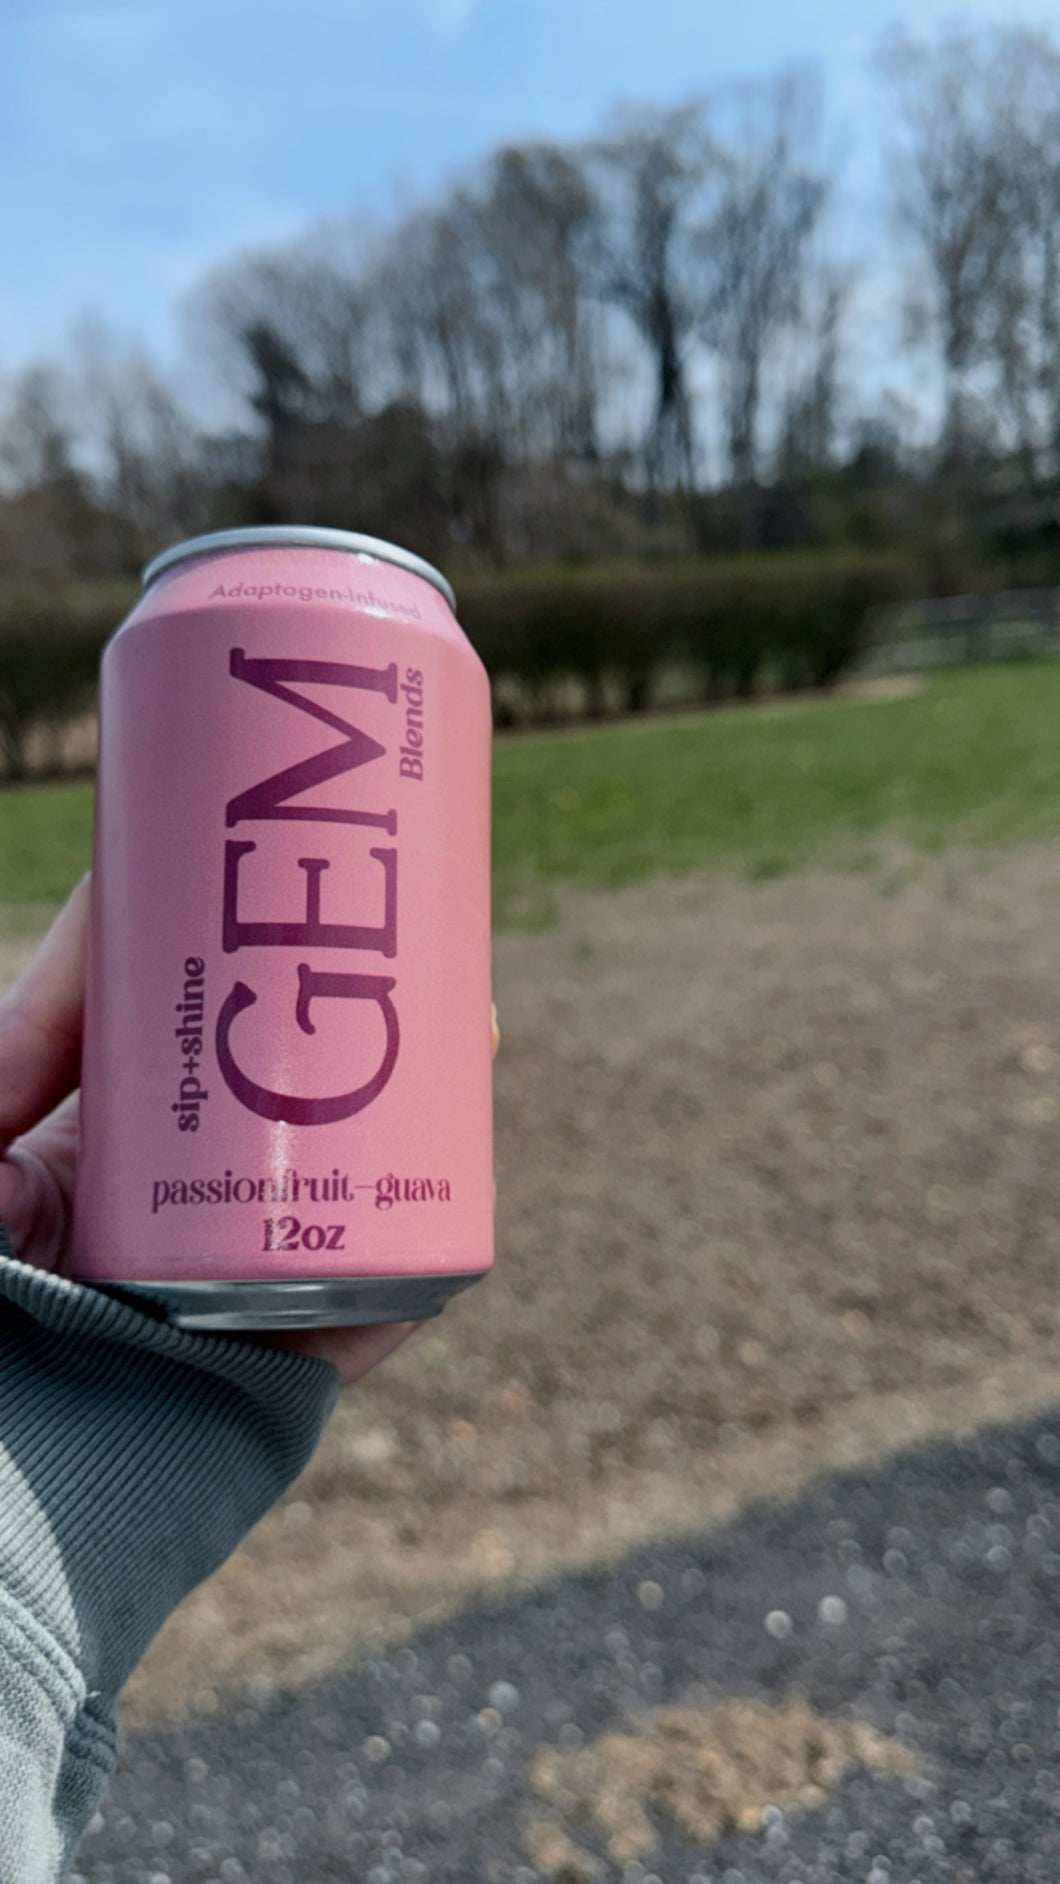 Adaptogen-Infused
GEM
Blends
sip+shine
passionfruit-guava
12oz